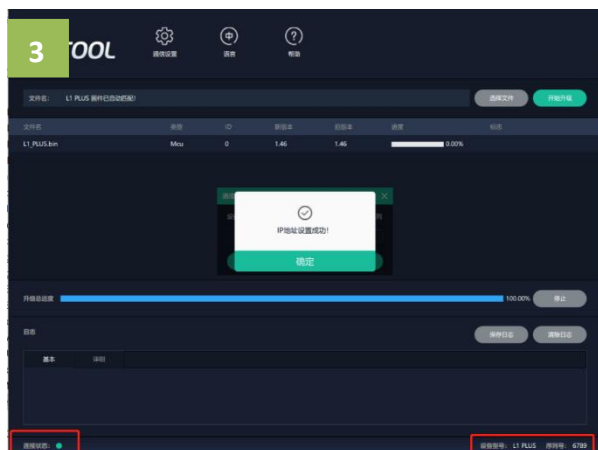 3
TOOL
通信设置 语言 帮助
文件名: L1 PLUS 固件已自动匹配! 选择文件 开始升级
文件名 类型 ID 新版本 旧版本 进度 标志
L1_PLUS.bin Mcu 0 1.46 1.46 0.00%
IP地址设置成功!
确定
升级总进度 100.00% 停止
日志 保存日志 清除日志
基本 详细
连接状态: 设备型号: L1 PLUS 序列号: 6789